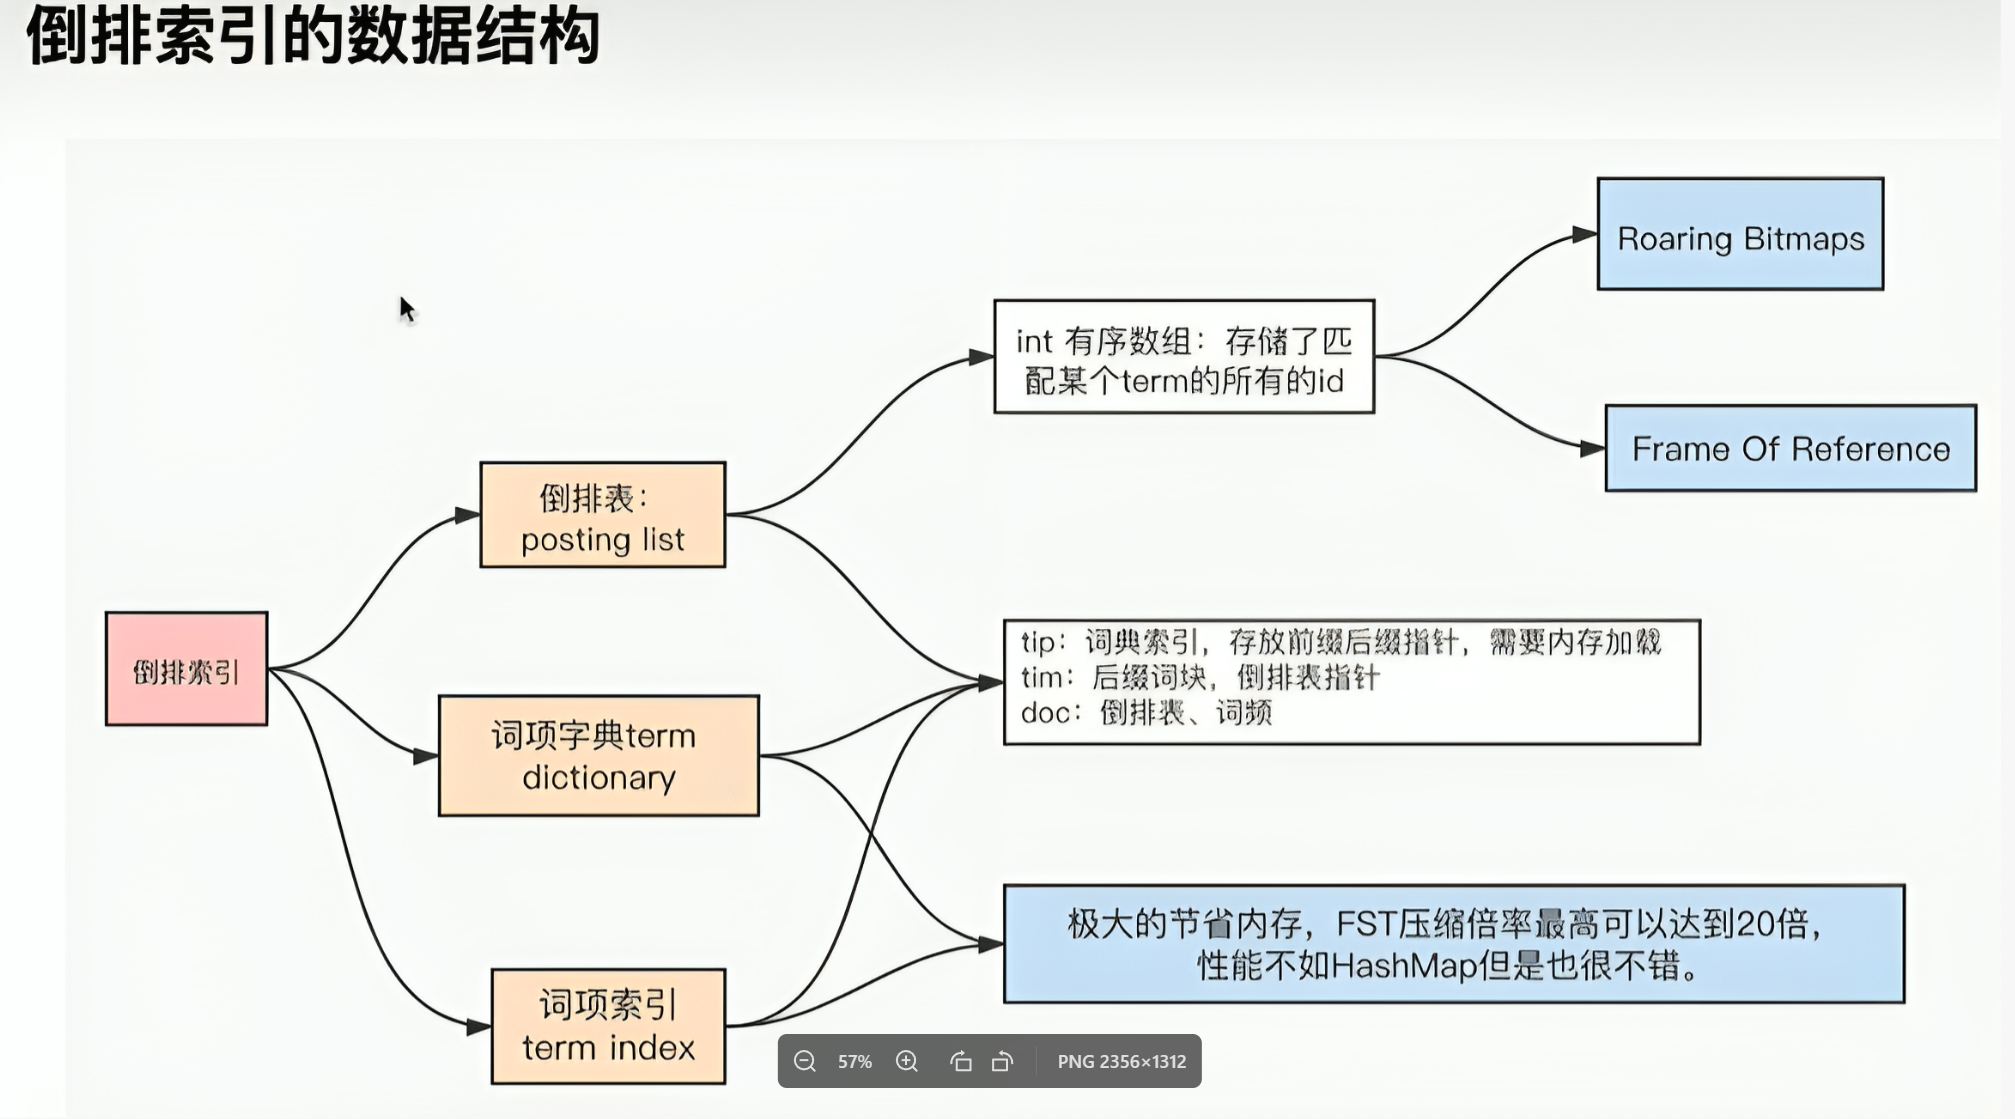 倒排索引的数据结构
Roaring Bitmaps
int 有序数组：存储了匹
配某个term的所有的id
Frame Of Reference
倒排表：
posting list
倒排索引
tip：词典索引，存放前缀后缀指针，需要内存加载
tim：后缀词块，倒排表指针
doc：倒排表、词频
词项字典term
dictionary
极大的节省内存，FST压缩倍率最高可以达到20倍，
性能不如HashMap但是也很不错。
词项索引
term index
57%
PNG 2356×1312